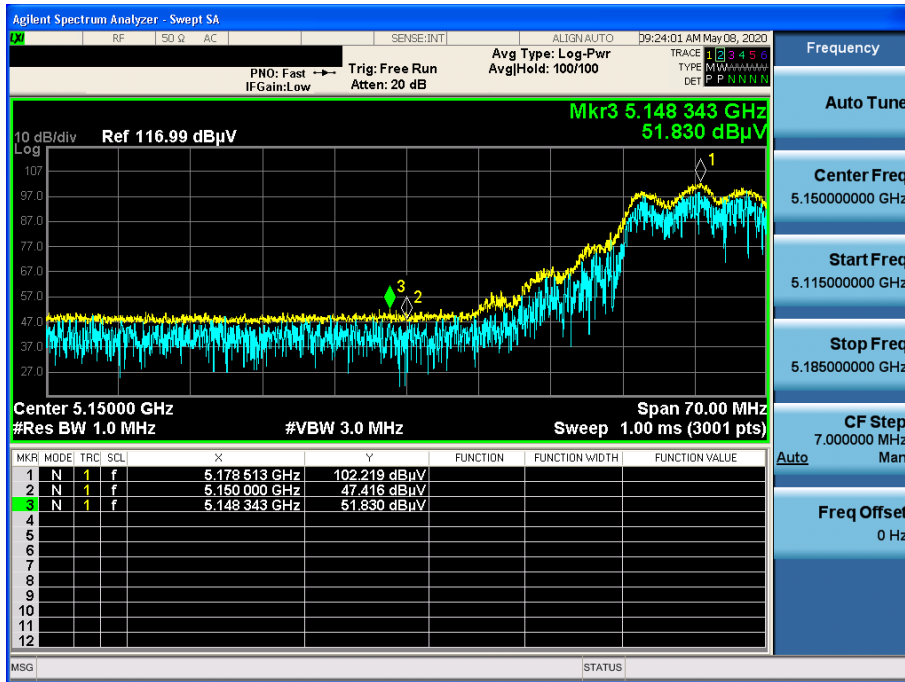 Agilent Spectrum Analyzer - Swept SA
LXI RF 50 Ω AC SENSE:INT ALIGN AUTO 09:24:01 AM May 08, 2020
Frequency
PNO: Fast Trig: Free Run Avg Type: Log-Pwr TRACE 1 2 3 4 5 6
IFGain:Low Atten: 20 dB Avg|Hold: 100/100 TYPE M W W W W W
DET P P N N N N
Auto Tune
Mkr3 5.148 343 GHz
51.830 dBµV
10 dB/div Ref 116.99 dBµV
Log
107
97.0
87.0
77.0
67.0
57.0
47.0
37.0
27.0
1
3
2
Center Freq
5.150000000 GHz
Start Freq
5.115000000 GHz
Stop Freq
5.185000000 GHz
Center 5.15000 GHz Span 70.00 MHz
#Res BW 1.0 MHz #VBW 3.0 MHz Sweep 1.00 ms (3001 pts)
CF Step
7.000000 MHz
Auto Man
MKR MODE TRC SCL X Y FUNCTION FUNCTION WIDTH FUNCTION VALUE
1 N 1 f 5.178 513 GHz 102.219 dBµV
2 N 1 f 5.150 000 GHz 47.416 dBµV
3 N 1 f 5.148 343 GHz 51.830 dBµV
4
5
6
7
8
9
10
11
12
Freq Offset
0 Hz
MSG STATUS